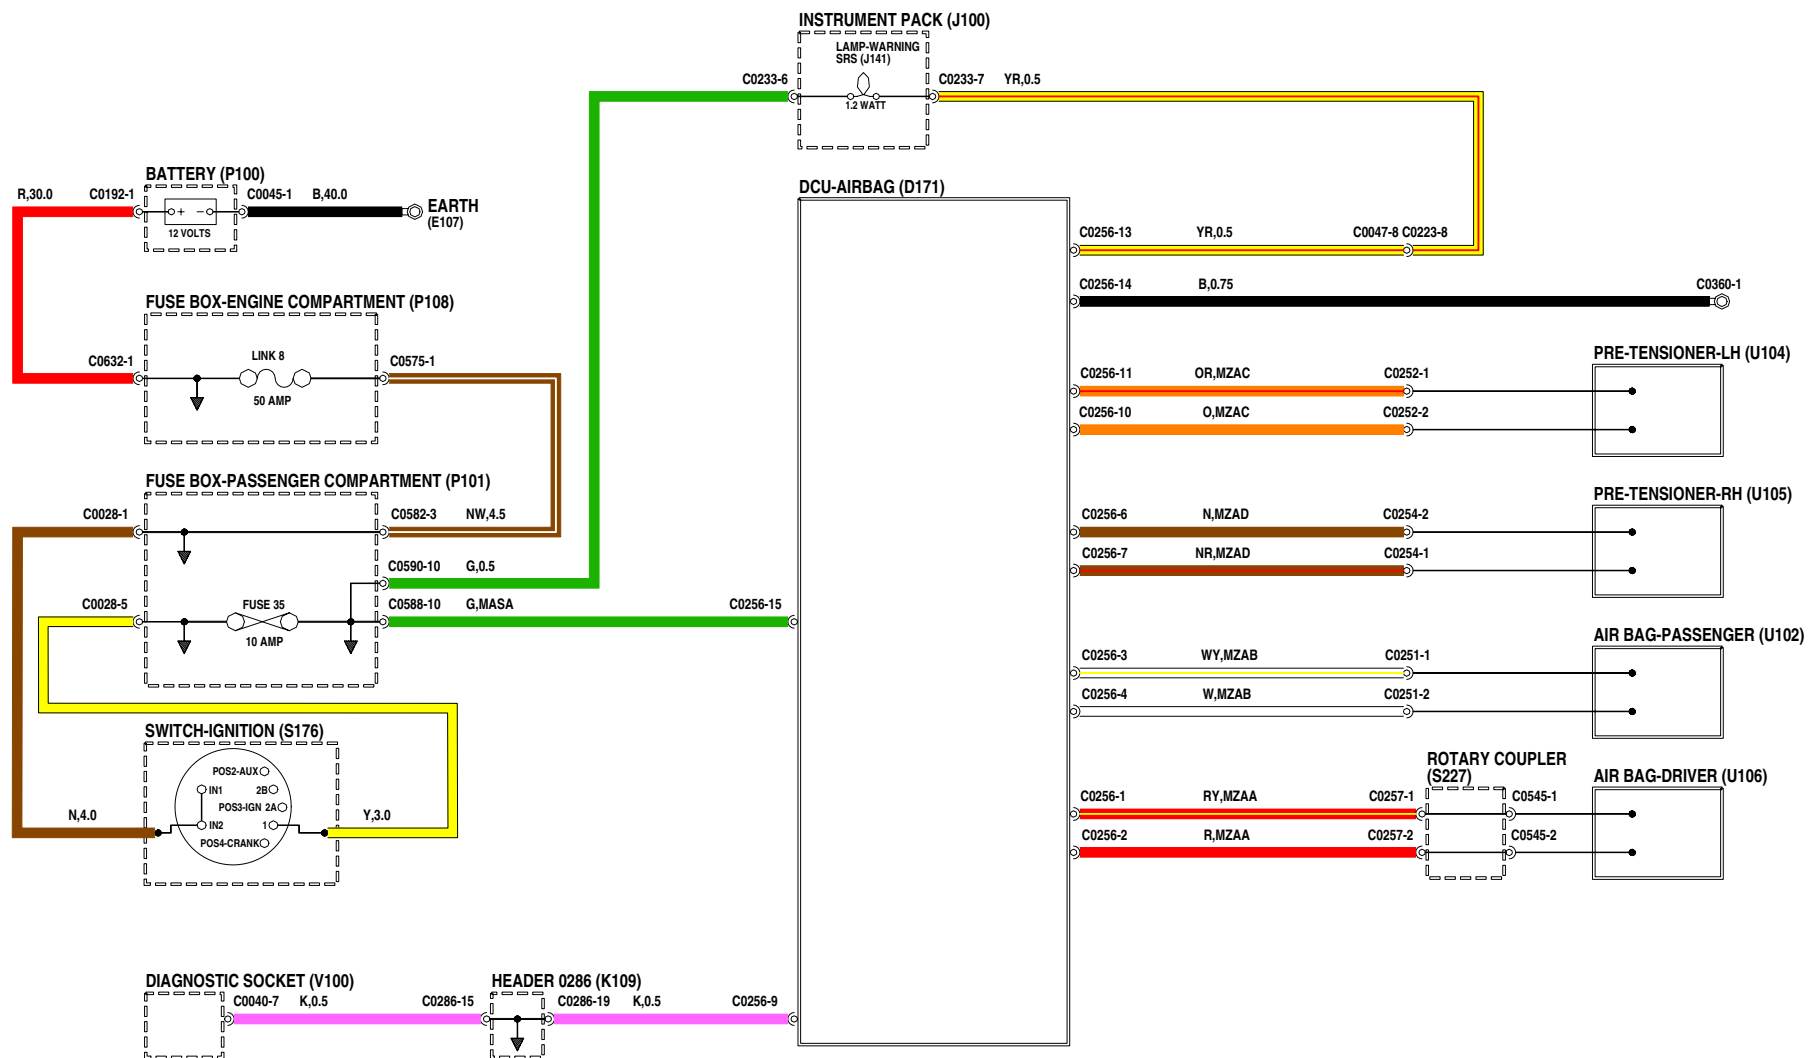 INSTRUMENT PACK (J100)
LAMP-WARNING
SRS (J141)
C0233-6
C0233-7 YR,0.5
1.2 WATT
BATTERY (P100)
R,30.0 C0192-1
C0045-1 B,40.0
+ −
12 VOLTS
EARTH
(E107)
DCU-AIRBAG (D171)
C0256-13 YR,0.5 C0047-8 C0223-8
C0256-14 B,0.75 C0360-1
FUSE BOX-ENGINE COMPARTMENT (P108)
C0632-1
LINK 8
C0575-1
50 AMP
PRE-TENSIONER-LH (U104)
C0256-11 OR,MZAC C0252-1
C0256-10 O,MZAC C0252-2
FUSE BOX-PASSENGER COMPARTMENT (P101)
C0028-1
C0582-3 NW,4.5
C0590-10 G,0.5
C0028-5
FUSE 35
C0588-10 G,MASA C0256-15
10 AMP
PRE-TENSIONER-RH (U105)
C0256-6 N,MZAD C0254-2
C0256-7 NR,MZAD C0254-1
AIR BAG-PASSENGER (U102)
C0256-3 WY,MZAB C0251-1
C0256-4 W,MZAB C0251-2
SWITCH-IGNITION (S176)
POS2-AUX
IN1 2B
POS3-IGN 2A
IN2 1
POS4-CRANK
N,4.0
Y,3.0
ROTARY COUPLER
(S227)
AIR BAG-DRIVER (U106)
C0256-1 RY,MZAA C0257-1 C0545-1
C0256-2 R,MZAA C0257-2 C0545-2
DIAGNOSTIC SOCKET (V100)
HEADER 0286 (K109)
C0040-7 K,0.5 C0286-15
C0286-19 K,0.5 C0256-9